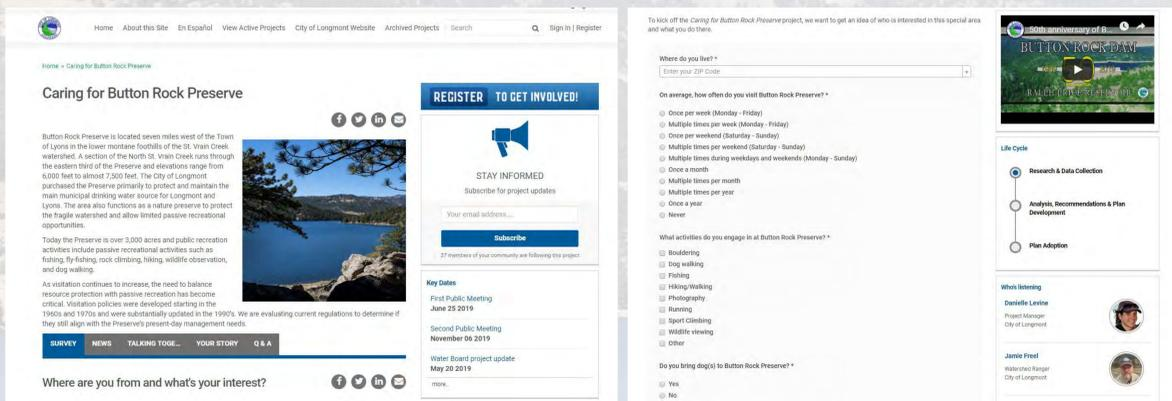 Home About this Site En Español View Active Projects City of Longmont Website Archived Projects Search Sign In | Register
Home » Caring for Button Rock Preserve
Caring for Button Rock Preserve
Button Rock Preserve is located seven miles west of the Town
of Lyons in the lower montane foothills of the St. Vrain Creek
watershed. A section of the North St. Vrain Creek runs through
the eastern third of the Preserve and elevations range from
6,000 feet to almost 7,500 feet. The City of Longmont
purchased the Preserve primarily to protect and maintain the
main municipal drinking water source for Longmont and
Lyons. The area also functions as a nature preserve to protect
the fragile watershed and allow limited passive recreational
opportunities.
Today the Preserve is over 3,000 acres and public recreation
activities include passive recreational activities such as
fishing, fly-fishing, rock climbing, hiking, wildlife observation,
and dog walking.
As visitation continues to increase, the need to balance
resource protection with passive recreation has become
critical. Visitation policies were developed starting in the
1960s and 1970s and were substantially updated in the 1990's. We are evaluating current regulations to determine if
they still align with the Preserve's present-day management needs.
SURVEY NEWS TALKING TOGE... YOUR STORY Q & A
Where are you from and what's your interest?
REGISTER TO GET INVOLVED!
STAY INFORMED
Subscribe for project updates
Your email address....
Subscribe
27 members of your community are following this project
Key Dates
First Public Meeting
June 25 2019
Second Public Meeting
November 06 2019
Water Board project update
May 20 2019
more..
To kick off the Caring for Button Rock Preserve project, we want to get an idea of who is interested in this special area
and what you do there.
Where do you live? *
Enter your ZIP Code
On average, how often do you visit Button Rock Preserve? *
Once per week (Monday - Friday)
Multiple times per week (Monday - Friday)
Once per weekend (Saturday - Sunday)
Multiple times per weekend (Saturday - Sunday)
Multiple times during weekdays and weekends (Monday - Sunday)
Once a month
Multiple times per month
Multiple times per year
Once a year
Never
What activities do you engage in at Button Rock Preserve? *
Bouldering
Dog walking
Fishing
Hiking/Walking
Photography
Running
Sport Climbing
Wildlife viewing
Other
Do you bring dog(s) to Button Rock Preserve? *
Yes
No
50th anniversary of B...
BUTTON ROCK DAM
RALPH PRICE RESERVOIR
Life Cycle
Research & Data Collection
Analysis, Recommendations & Plan
Development
Plan Adoption
Who's listening
Danielle Levine
Project Manager
City of Longmont
Jamie Freel
Watershed Ranger
City of Longmont